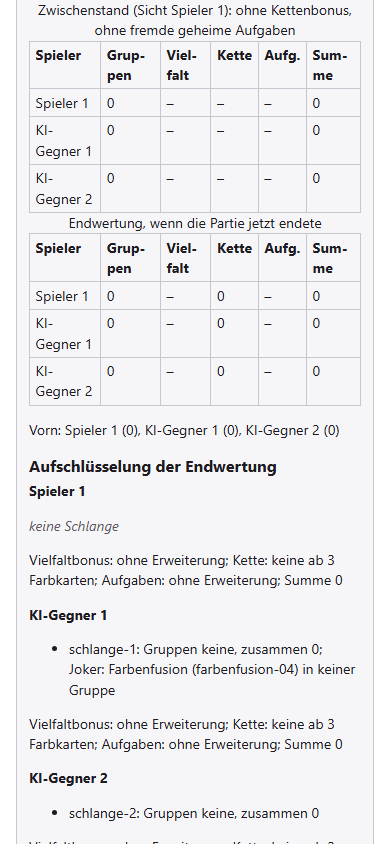 Zwischenstand (Sicht Spieler 1): ohne Kettenbonus,
ohne fremde geheime Aufgaben
Spieler Grup-
pen Viel-
falt Kette Aufg. Sum-
me
Spieler 1 0 – – – 0
KI-
Gegner 1 0 – – – 0
KI-
Gegner 2 0 – – – 0
Endwertung, wenn die Partie jetzt endete
Spieler Grup-
pen Viel-
falt Kette Aufg. Sum-
me
Spieler 1 0 – 0 – 0
KI-
Gegner 1 0 – 0 – 0
KI-
Gegner 2 0 – 0 – 0
Vorn: Spieler 1 (0), KI-Gegner 1 (0), KI-Gegner 2 (0)
Aufschlüsselung der Endwertung
Spieler 1
keine Schlange
Vielfaltbonus: ohne Erweiterung; Kette: keine ab 3
Farbkarten; Aufgaben: ohne Erweiterung; Summe 0
KI-Gegner 1
• schlange-1: Gruppen keine, zusammen 0;
Joker: Farbenfusion (farbenfusion-04) in keiner
Gruppe
Vielfaltbonus: ohne Erweiterung; Kette: keine ab 3
Farbkarten; Aufgaben: ohne Erweiterung; Summe 0
KI-Gegner 2
• schlange-2: Gruppen keine, zusammen 0